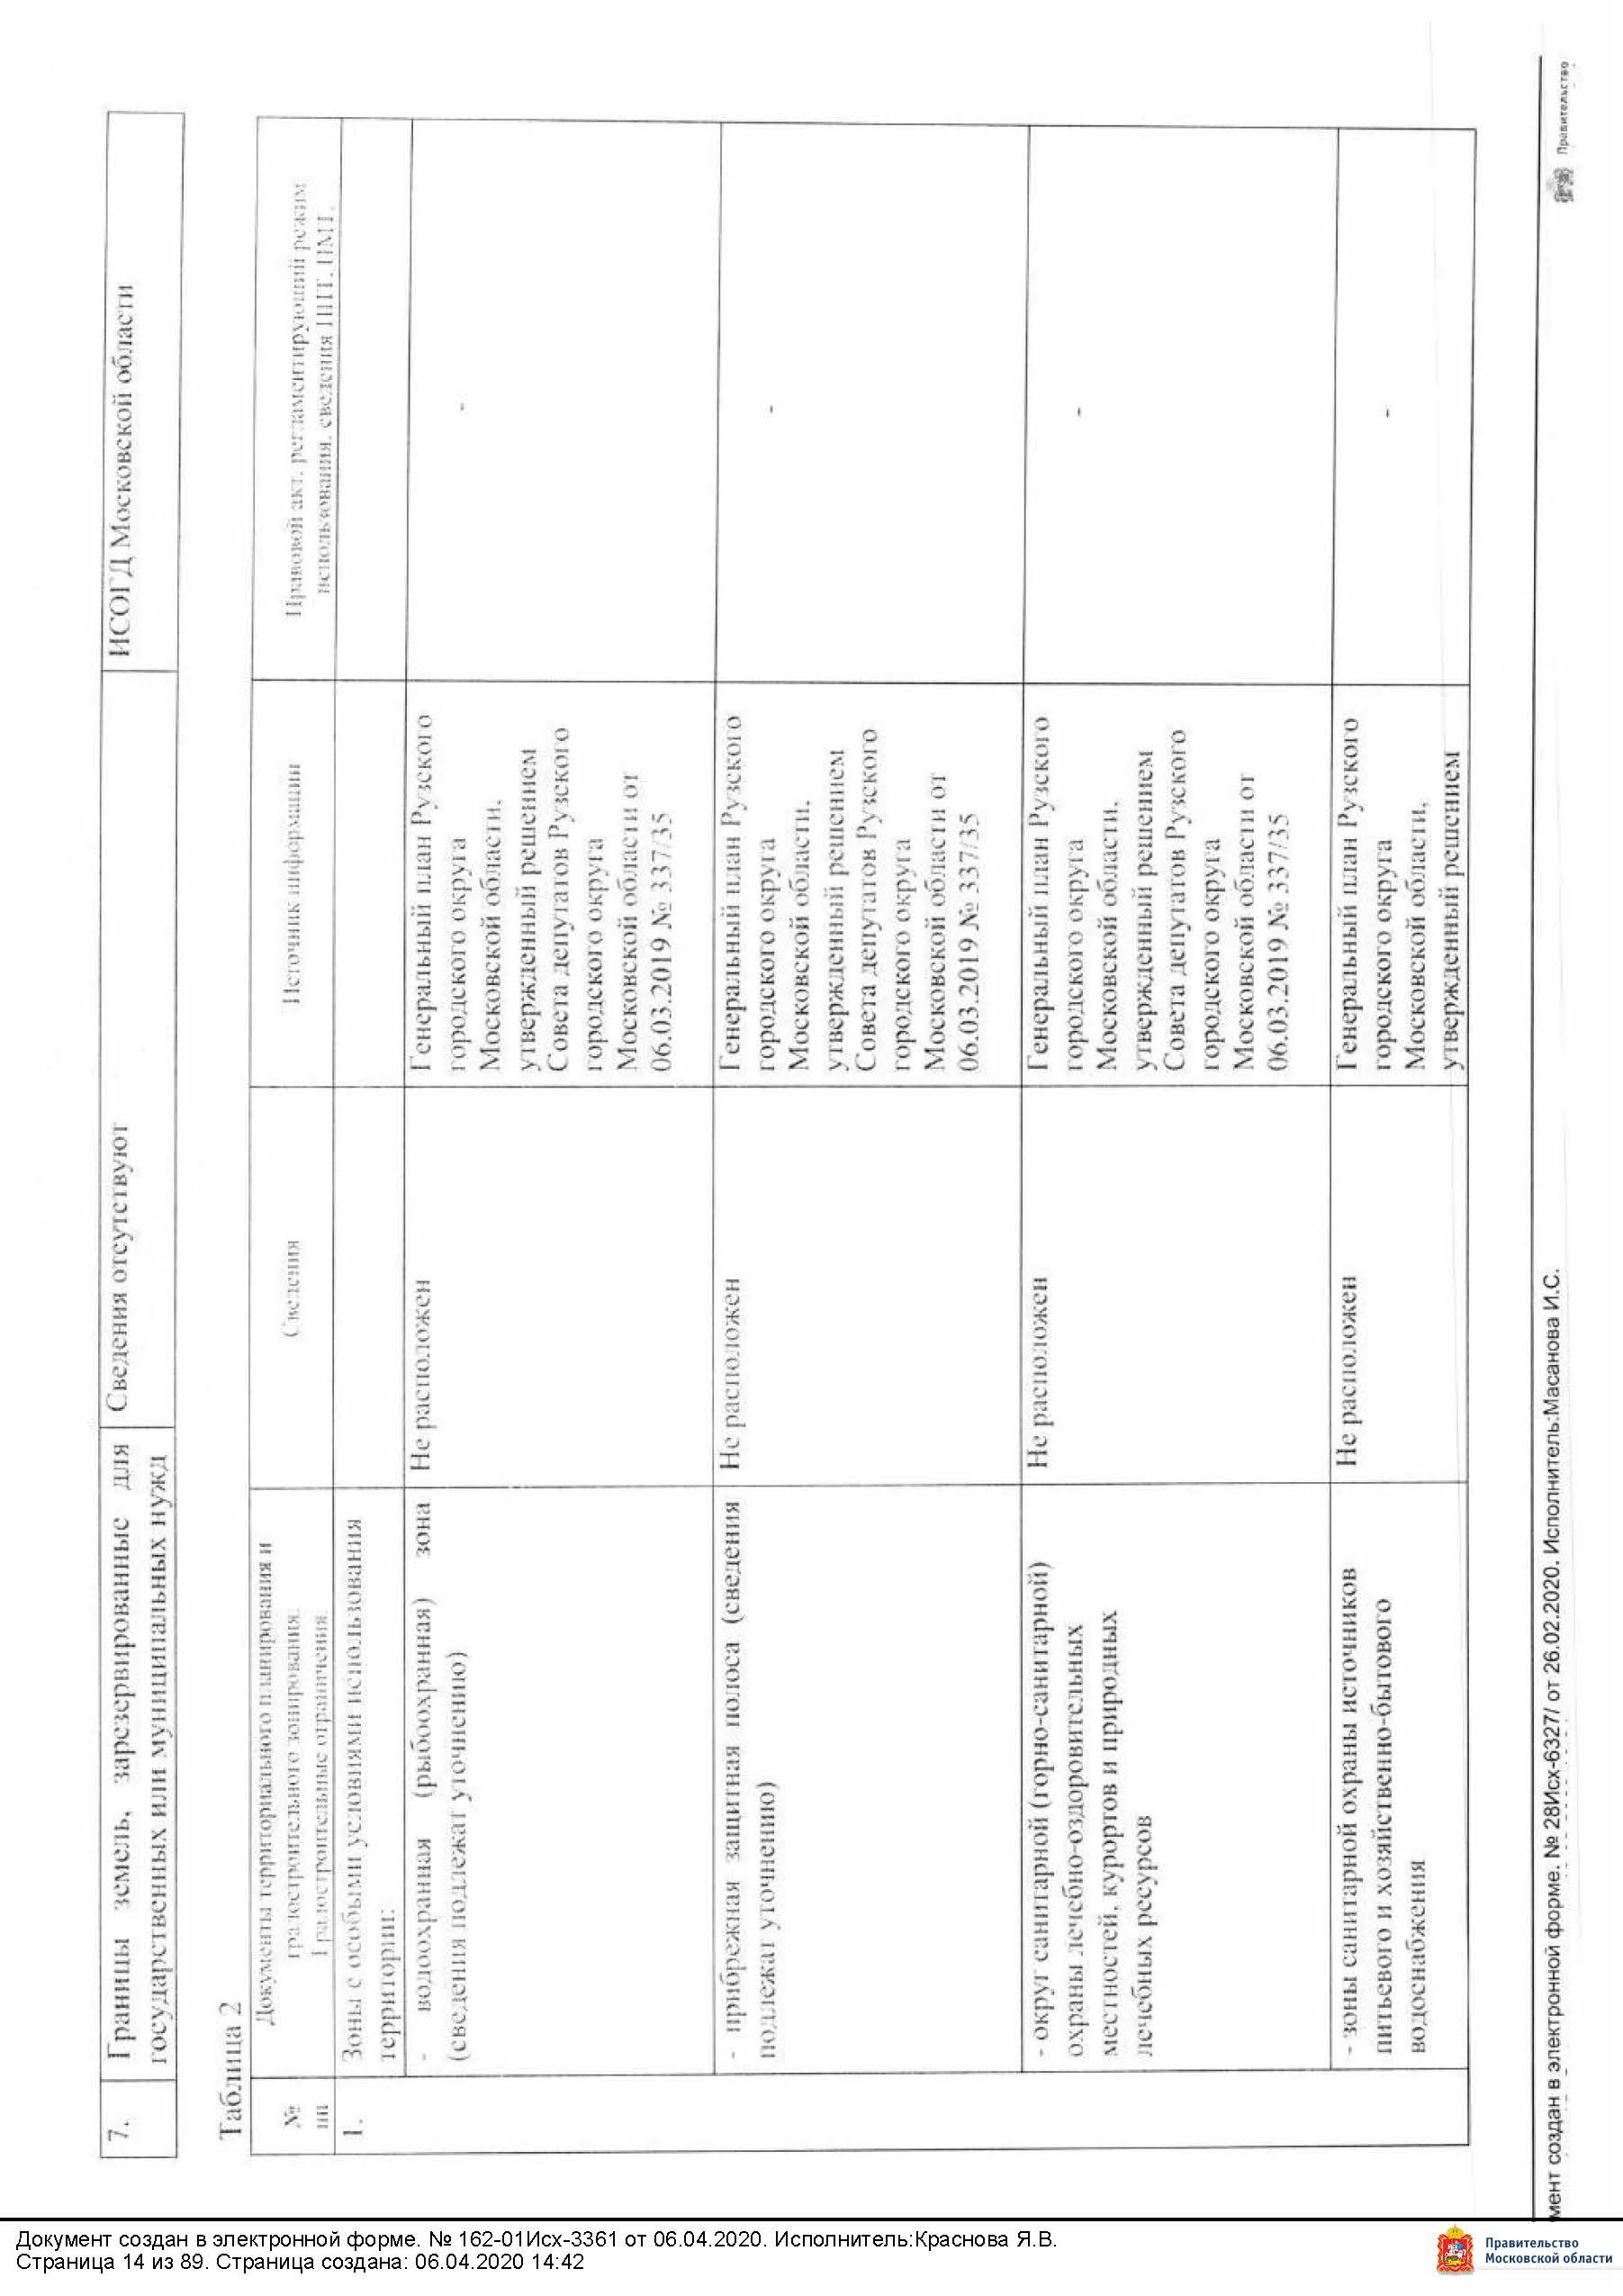 7.
Границы земель, зарезервированные для
государственных или муниципальных нужд
Сведения отсутствуют
ИСОГД Московской области
Таблица 2
№
пп
Документы территориального планирования и
градостроительного зонирования.
Градостроительные ограничения.
Сведения
Источник информации
Правовой акт, регламентирующий режим
использования, сведения ППТ, ПМТ.
1.
Зоны с особыми условиями использования
территории:
- водоохранная (рыбоохранная) зона
(сведения подлежат уточнению)
Не расположен
Генеральный план Рузского
городского округа
Московской области,
утвержденный решением
Совета депутатов Рузского
городского округа
Московской области от
06.03.2019 № 337/35
-
- прибрежная защитная полоса (сведения
подлежат уточнению)
Не расположен
Генеральный план Рузского
городского округа
Московской области,
утвержденный решением
Совета депутатов Рузского
городского округа
Московской области от
06.03.2019 № 337/35
-
- округ санитарной (горно-санитарной)
охраны лечебно-оздоровительных
местностей, курортов и природных
лечебных ресурсов
Не расположен
Генеральный план Рузского
городского округа
Московской области,
утвержденный решением
Совета депутатов Рузского
городского округа
Московской области от
06.03.2019 № 337/35
-
- зоны санитарной охраны источников
питьевого и хозяйственно-бытового
водоснабжения
Не расположен
Генеральный план Рузского
городского округа
Московской области,
утвержденный решением
-
мент создан в электронной форме. № 28Исх-6327/ от 26.02.2020. Исполнитель:Масанова И.С.
Правительство
Документ создан в электронной форме. № 162-01Исх-3361 от 06.04.2020. Исполнитель:Краснова Я.В.
Страница 14 из 89. Страница создана: 06.04.2020 14:42
Правительство
Московской области